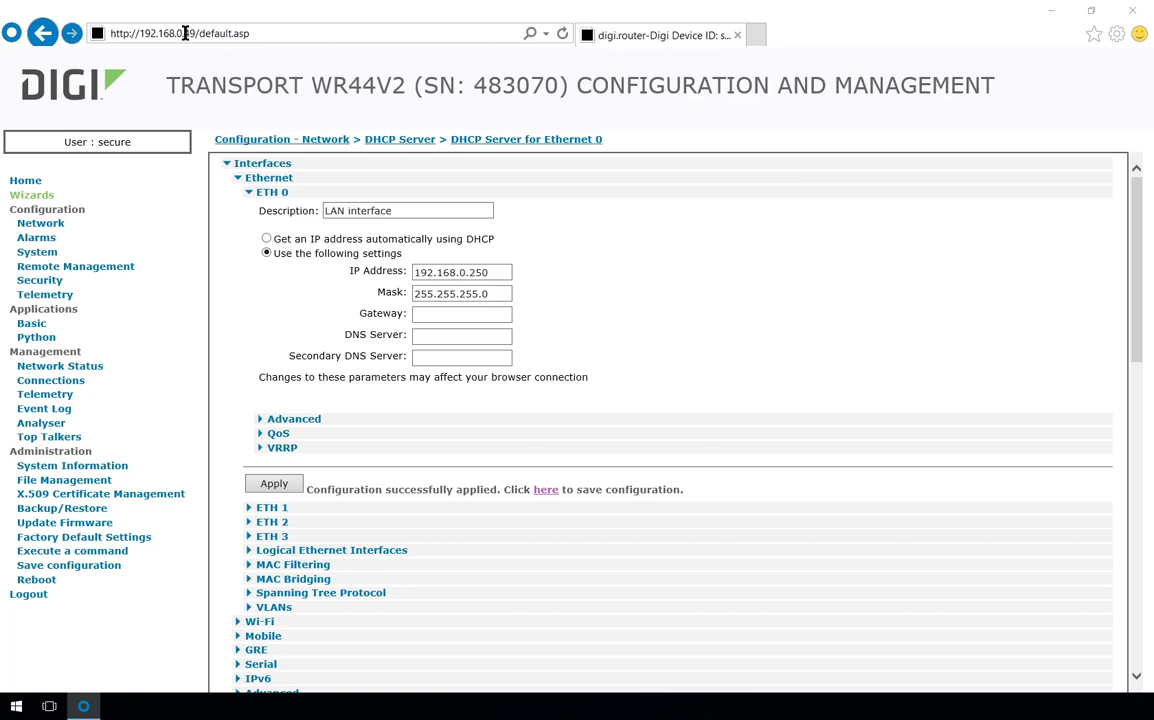 http://192.168.0.49/default.asp
digi.router-Digi Device ID: s...
DIGI
TRANSPORT WR44V2 (SN: 483070) CONFIGURATION AND MANAGEMENT
User : secure
Configuration - Network > DHCP Server > DHCP Server for Ethernet 0
Home
Wizards
Configuration
Network
Alarms
System
Remote Management
Security
Telemetry
Applications
Basic
Python
Management
Network Status
Connections
Telemetry
Event Log
Analyser
Top Talkers
Administration
System Information
File Management
X.509 Certificate Management
Backup/Restore
Update Firmware
Factory Default Settings
Execute a command
Save configuration
Reboot
Logout
Interfaces
Ethernet
ETH 0
Description: LAN interface
Get an IP address automatically using DHCP
Use the following settings
IP Address: 192.168.0.250
Mask: 255.255.255.0
Gateway:
DNS Server:
Secondary DNS Server:
Changes to these parameters may affect your browser connection
Advanced
QoS
VRRP
Apply Configuration successfully applied. Click here to save configuration.
ETH 1
ETH 2
ETH 3
Logical Ethernet Interfaces
MAC Filtering
MAC Bridging
Spanning Tree Protocol
VLANs
Wi-Fi
Mobile
GRE
Serial
IPv6
Advanced